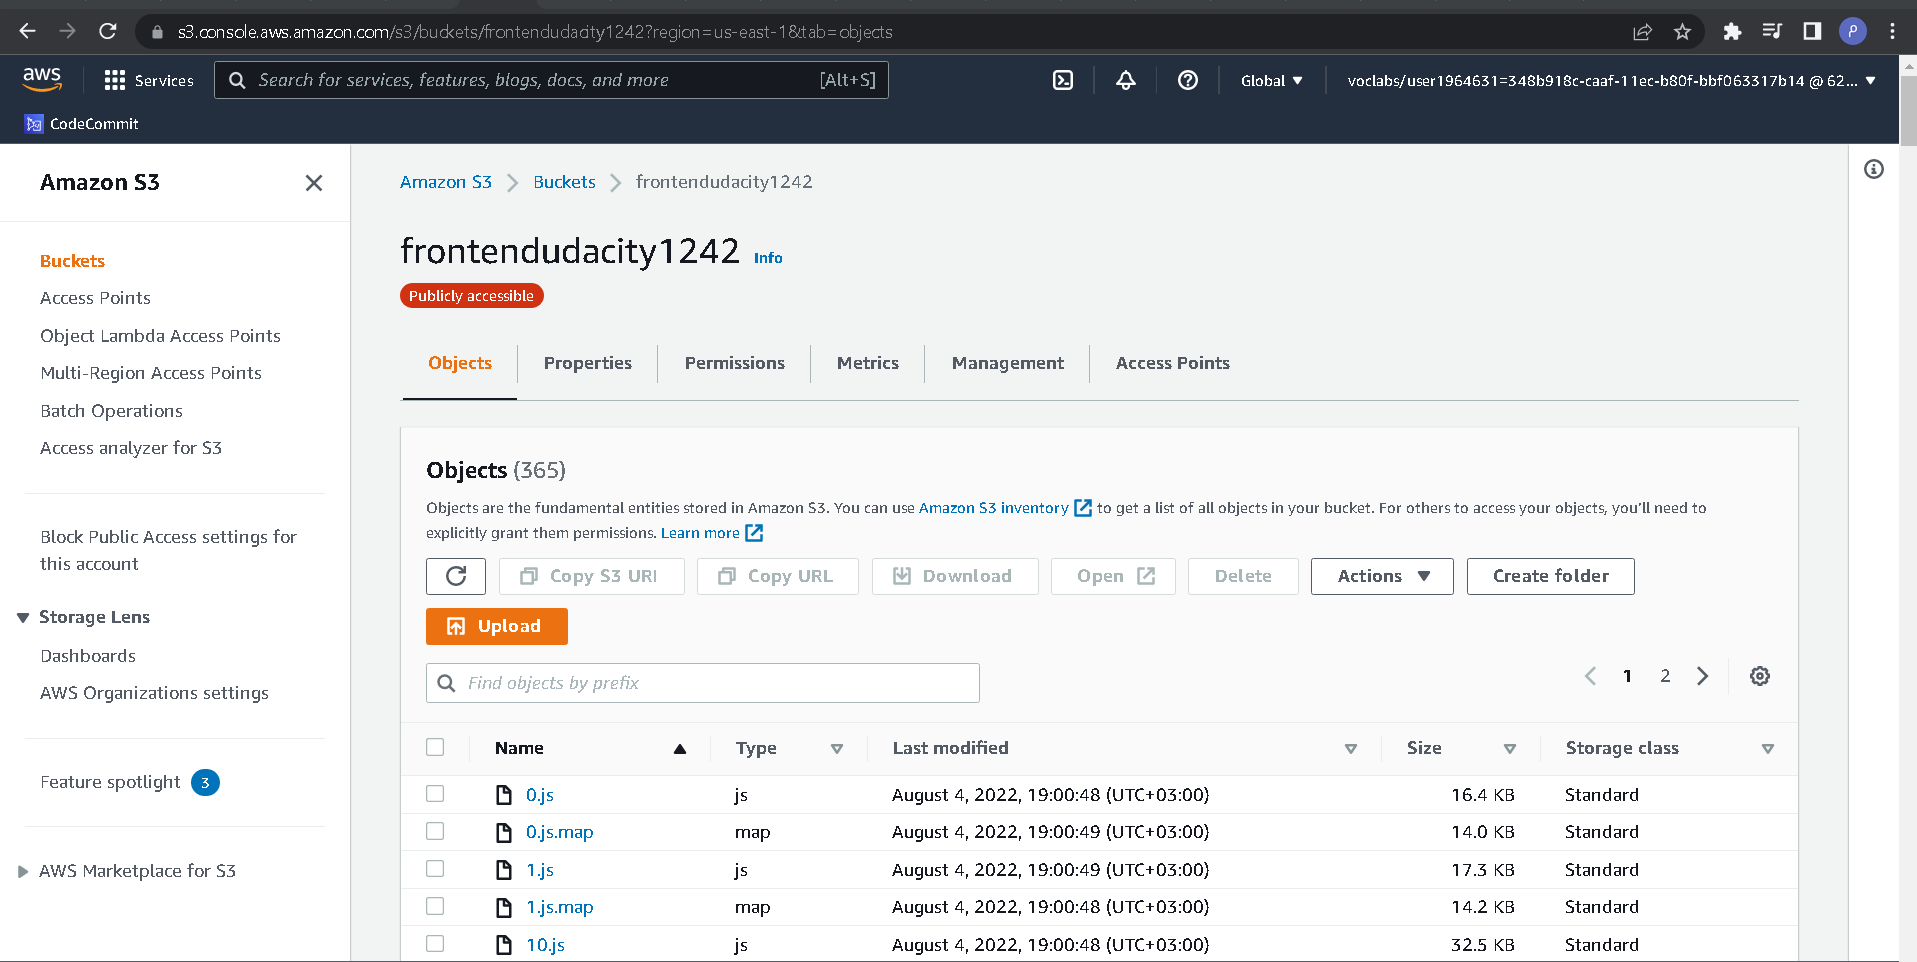 s3.console.aws.amazon.com/s3/buckets/frontendudacity1242?region=us-east-1&tab=objects
P
aws
Services
Search for services, features, blogs, docs, and more [Alt+S]
Global
voclabs/user1964631=348b918c-caaf-11ec-b80f-bbf063317b14 @ 62...
CodeCommit
Amazon S3
Buckets
Access Points
Object Lambda Access Points
Multi-Region Access Points
Batch Operations
Access analyzer for S3
Block Public Access settings for
this account
Storage Lens
Dashboards
AWS Organizations settings
Feature spotlight 3
AWS Marketplace for S3
Amazon S3 > Buckets > frontendudacity1242
frontendudacity1242 Info
Publicly accessible
Objects Properties Permissions Metrics Management Access Points
Objects (365)
Objects are the fundamental entities stored in Amazon S3. You can use Amazon S3 inventory to get a list of all objects in your bucket. For others to access your objects, you'll need to
explicitly grant them permissions. Learn more
Copy S3 URI Copy URL Download Open Delete Actions Create folder
Upload
Find objects by prefix
1 2
Name Type Last modified Size Storage class
0.js js August 4, 2022, 19:00:48 (UTC+03:00) 16.4 KB Standard
0.js.map map August 4, 2022, 19:00:49 (UTC+03:00) 14.0 KB Standard
1.js js August 4, 2022, 19:00:49 (UTC+03:00) 17.3 KB Standard
1.js.map map August 4, 2022, 19:00:48 (UTC+03:00) 14.2 KB Standard
10.js js August 4, 2022, 19:00:48 (UTC+03:00) 32.5 KB Standard